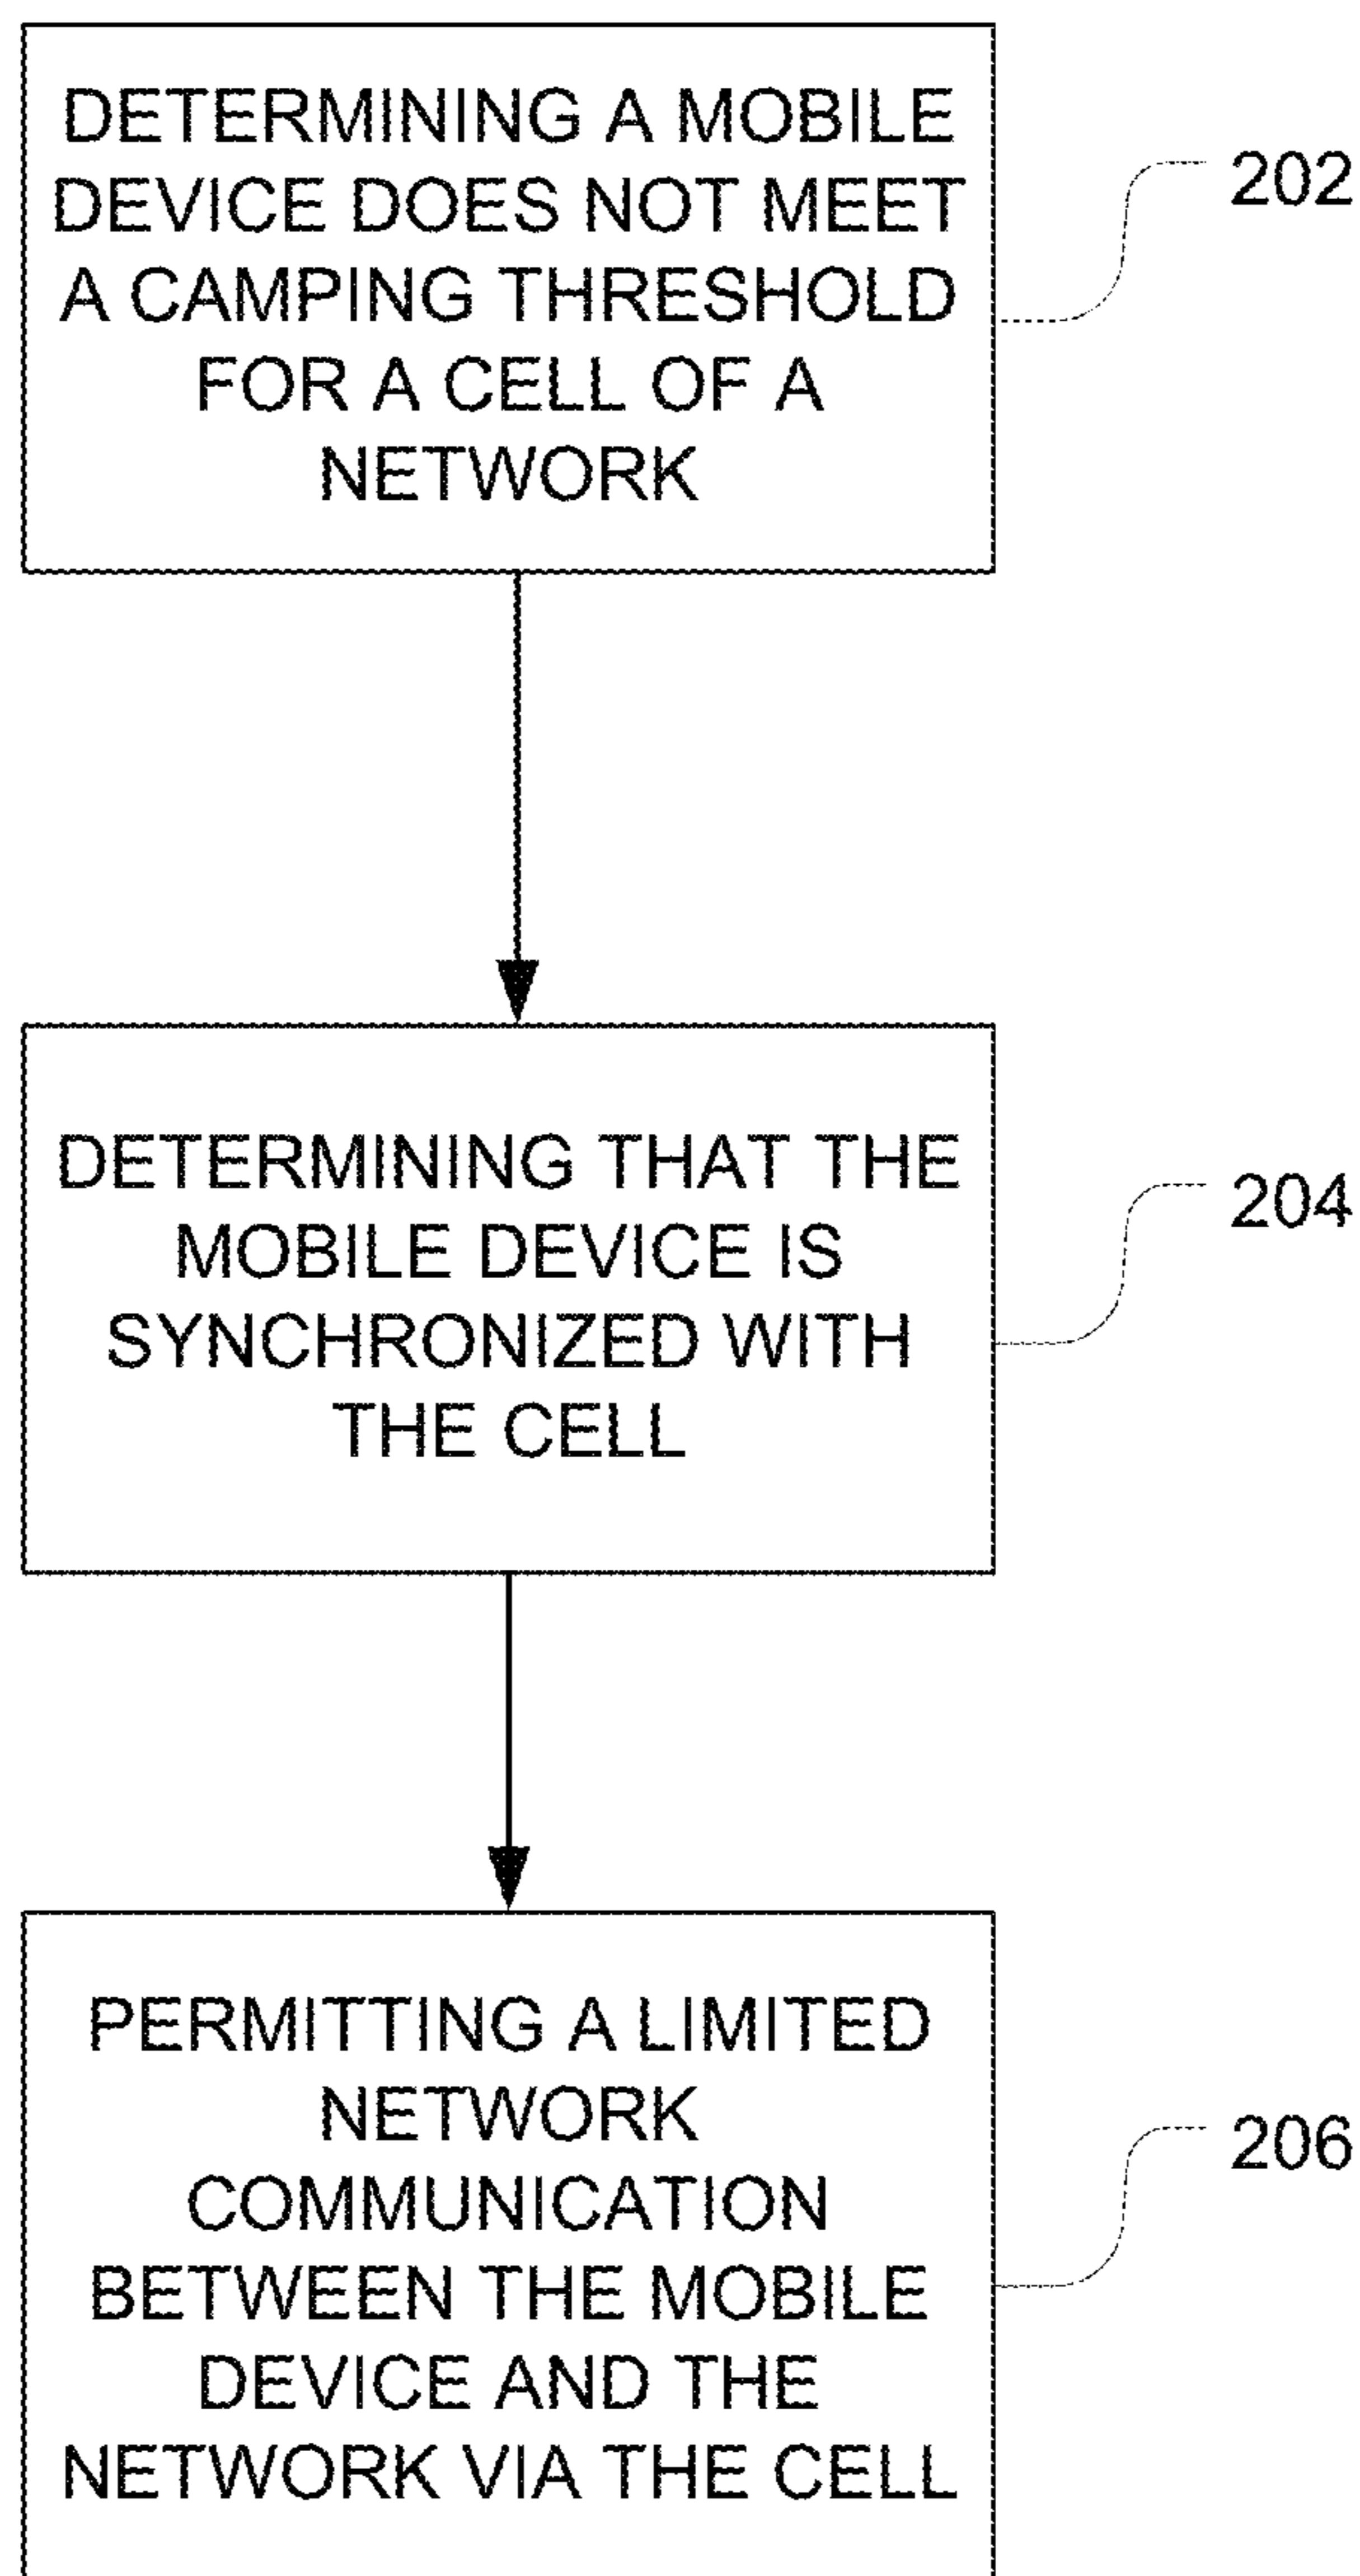 DETERMINING A MOBILE
DEVICE DOES NOT MEET
A CAMPING THRESHOLD
FOR A CELL OF A
NETWORK
202
DETERMINING THAT THE
MOBILE DEVICE IS
SYNCHRONIZED WITH
THE CELL
204
PERMITTING A LIMITED
NETWORK
COMMUNICATION
BETWEEN THE MOBILE
DEVICE AND THE
NETWORK VIA THE CELL
206